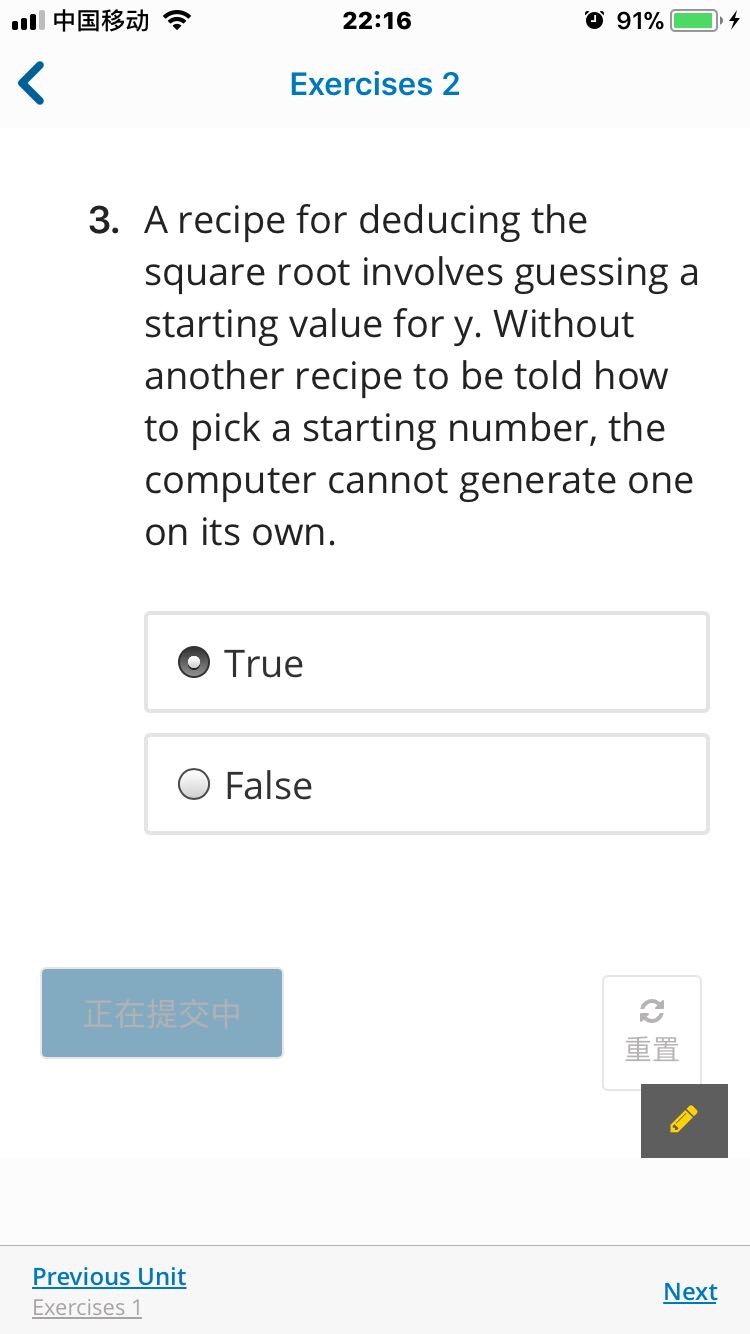 中国移动 22:16 91%
Exercises 2
3. A recipe for deducing the
square root involves guessing a
starting value for y. Without
another recipe to be told how
to pick a starting number, the
computer cannot generate one
on its own.
True
False
正在提交中
重置
Previous Unit
Exercises 1
Next